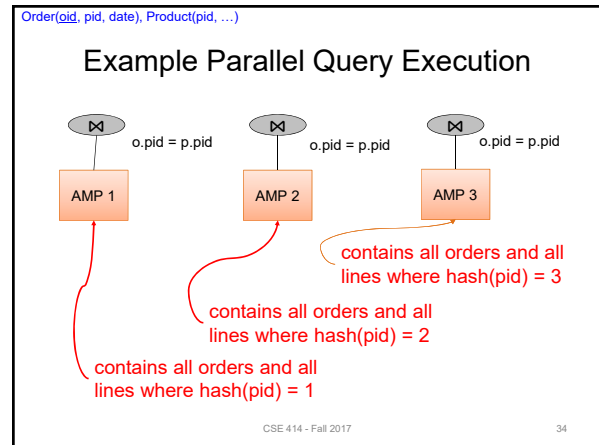 Order(oid, pid, date), Product(pid, …)
Example Parallel Query Execution
⋈
o.pid = p.pid
⋈
o.pid = p.pid
⋈
o.pid = p.pid
AMP 1
AMP 2
AMP 3
contains all orders and all
lines where hash(pid) = 3
contains all orders and all
lines where hash(pid) = 2
contains all orders and all
lines where hash(pid) = 1
CSE 414 - Fall 2017
34